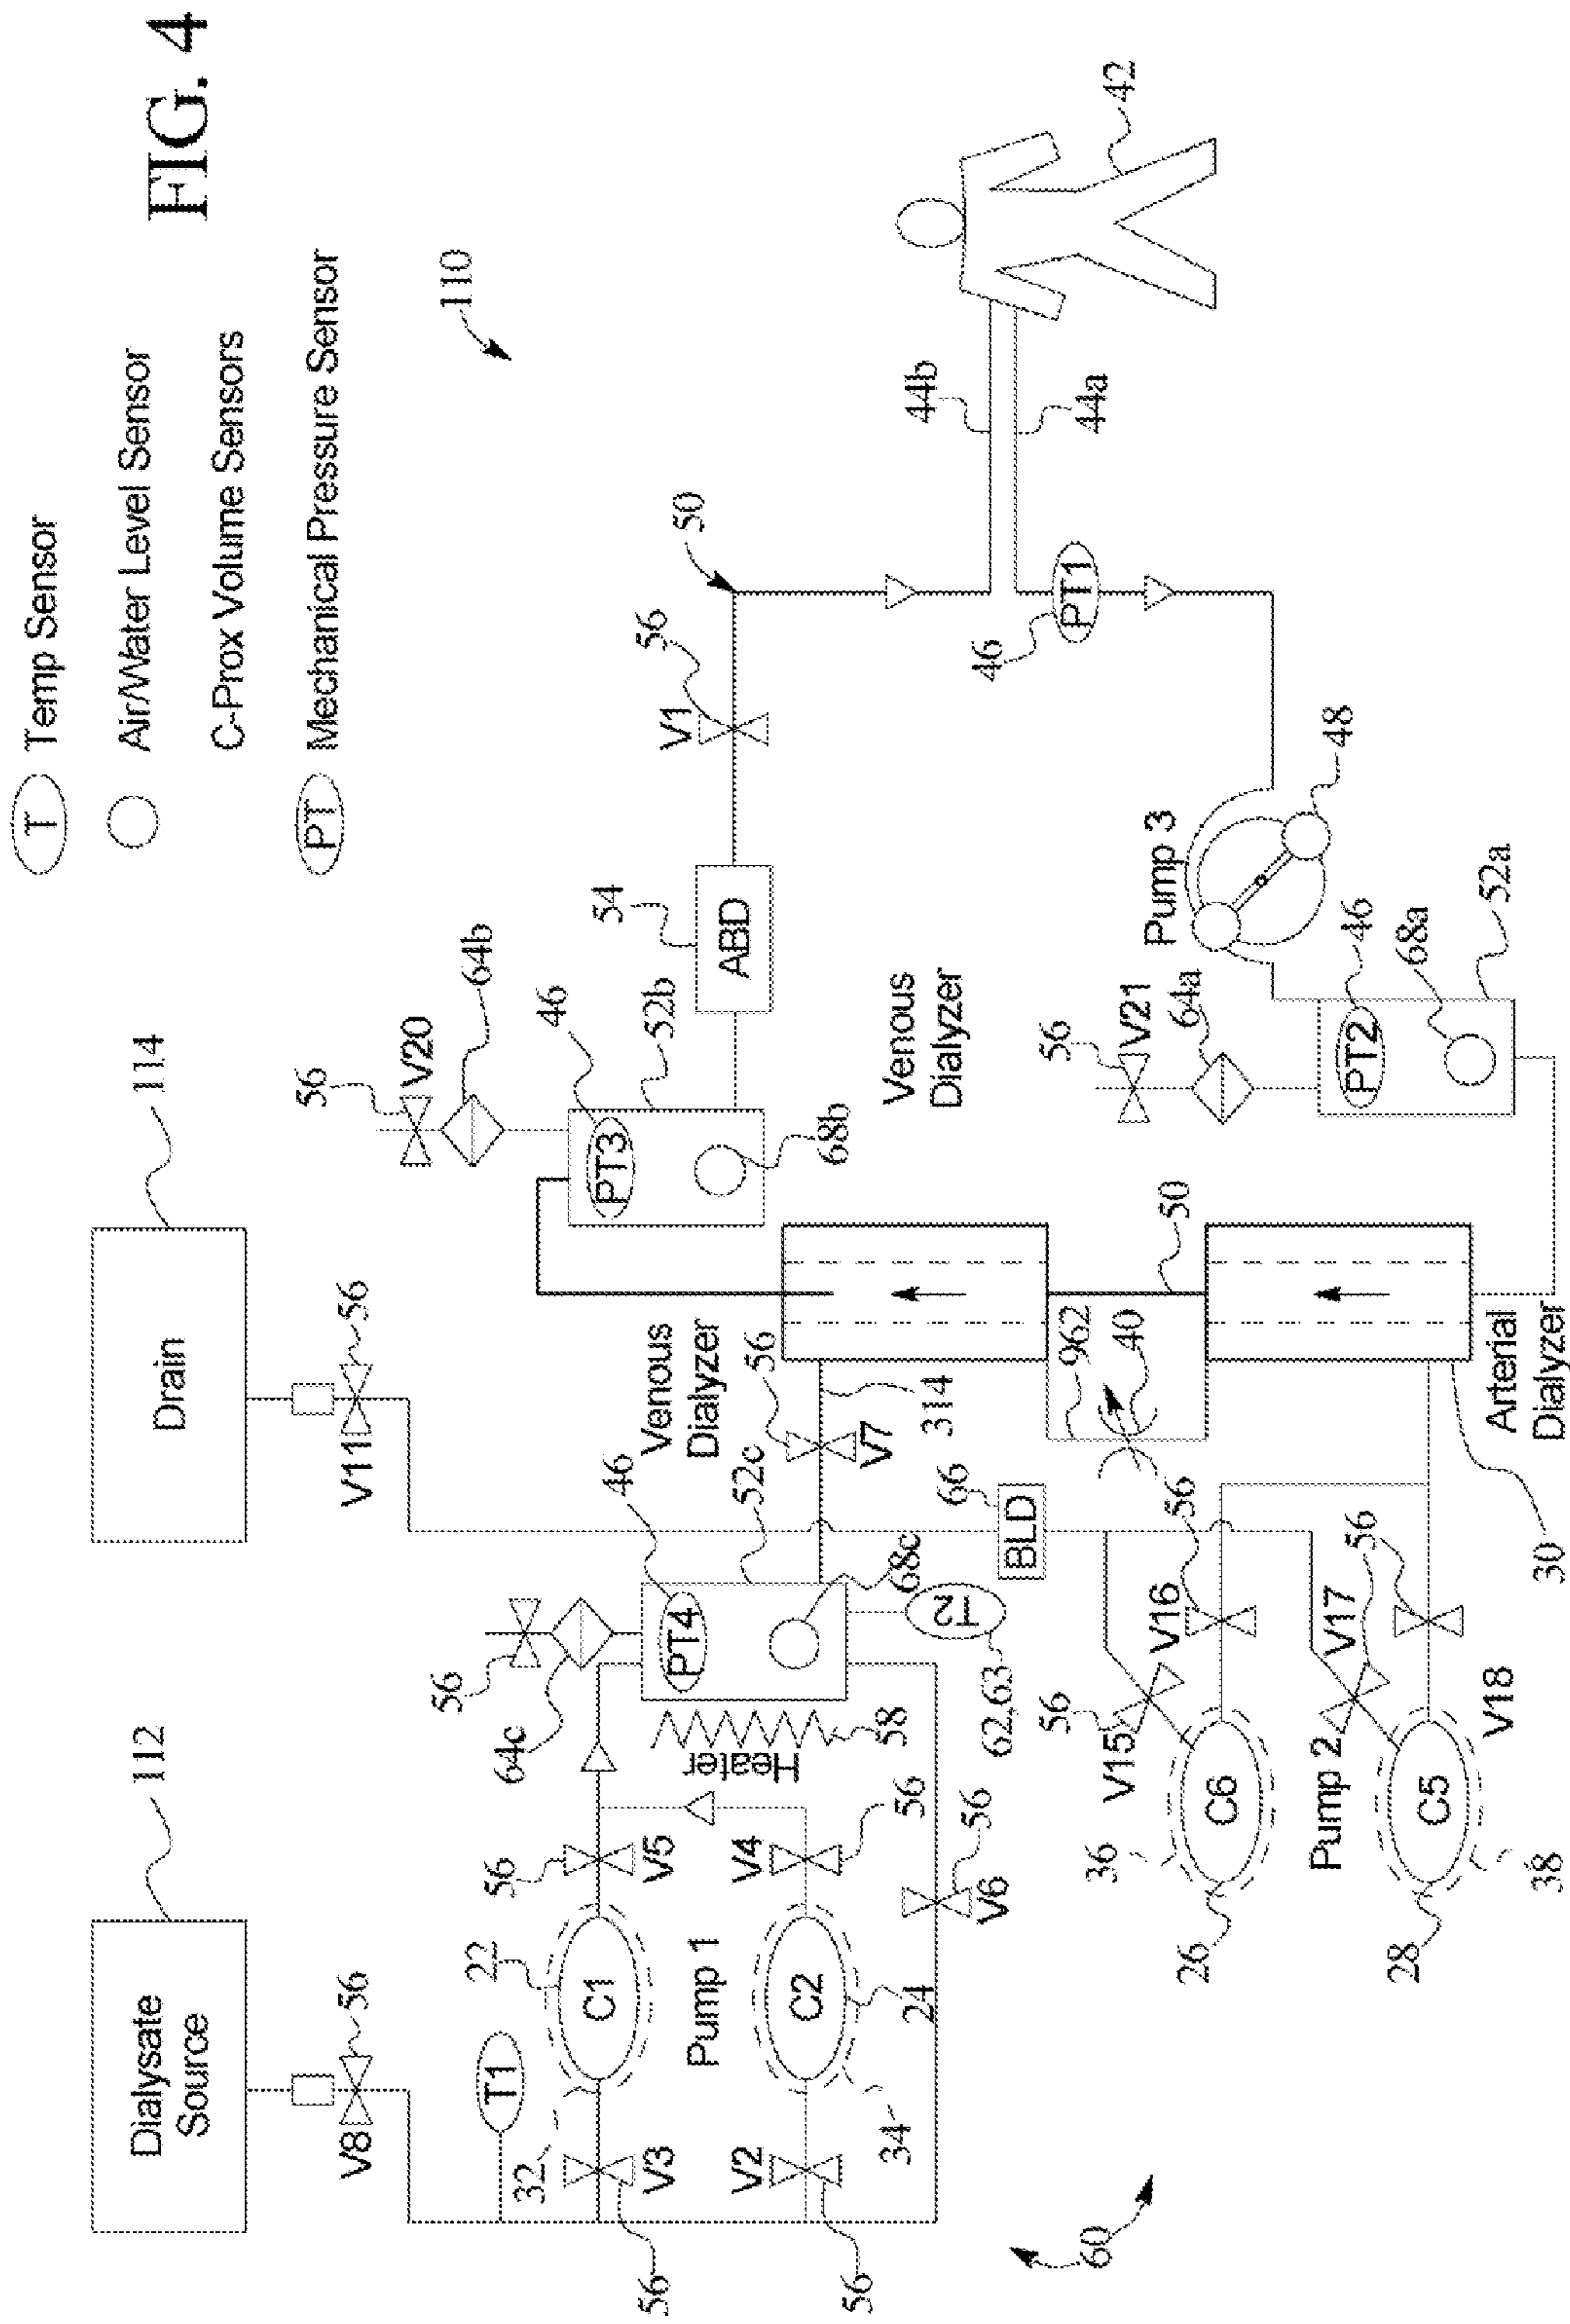 FIG. 4
T Temp Sensor
Air/Water Level Sensor
C-Prox Volume Sensors
PT Mechanical Pressure Sensor
110
112
Dialysate
Source
56
V8
T1
114
Drain
56
V11
32
22
C1
V3
56
56
V5
Pump 1
C2
V2
56
34
24
V4
56
V6
56
60
56
64c
46
PT4
52c
68c
Heater
58
T2
62,63
Venous
Dialyzer
56
V7
314
66
BLD
962
40
50
30
Arterial
Dialyzer
56
V15
V16
56
C6
36
26
Pump 2
V17
56
V18
C5
28
38
56
V20
64b
46
PT3
52b
68b
54
ABD
V1
56
50
Venous
Dialyzer
56
V21
64a
46
PT2
68a
52a
Pump 3
48
46
PT1
44b
44a
42